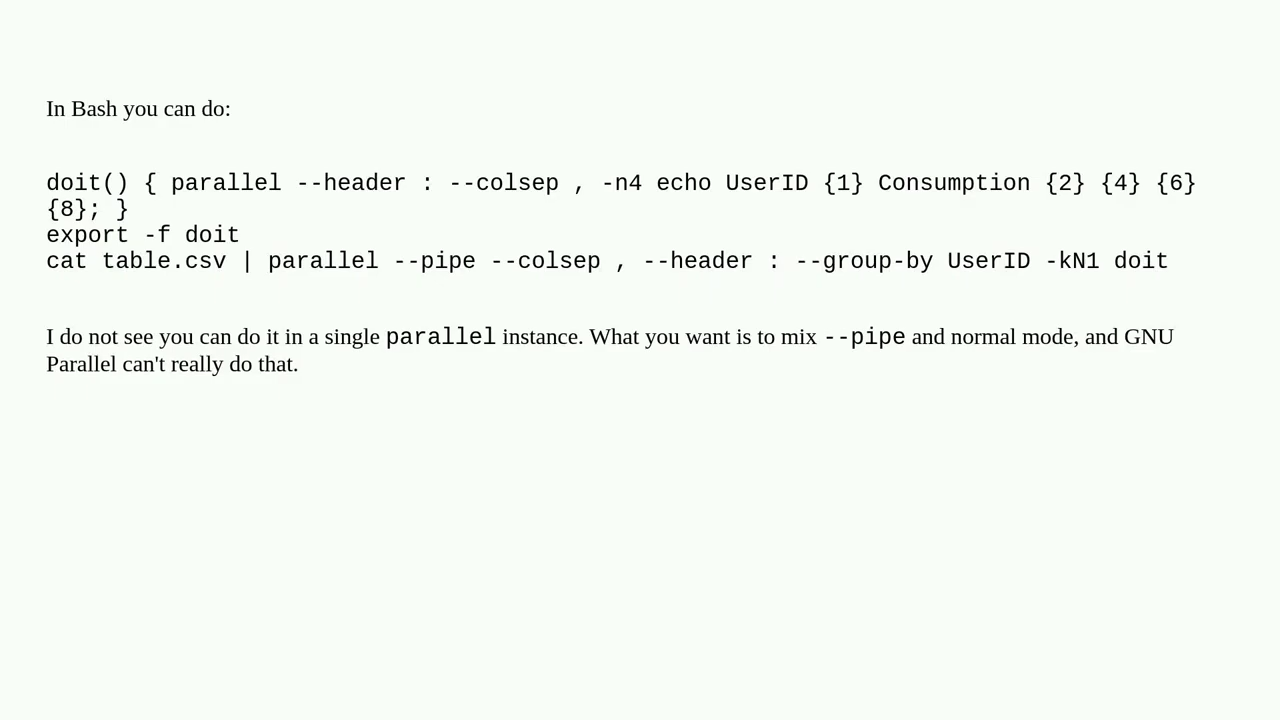 In Bash you can do:
doit() { parallel --header : --colsep , -n4 echo UserID {1} Consumption {2} {4} {6}
{8}; }
export -f doit
cat table.csv | parallel --pipe --colsep , --header : --group-by UserID -kN1 doit
I do not see you can do it in a single parallel instance. What you want is to mix --pipe and normal mode, and GNU
Parallel can't really do that.